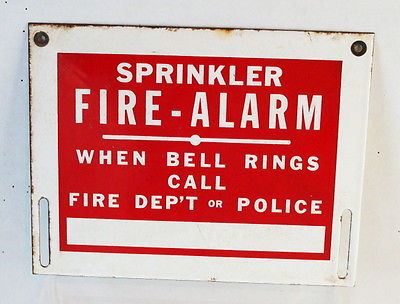 SPRINKLER
FIRE-ALARM
WHEN BELL RINGS
CALL
FIRE DEP'T OR POLICE